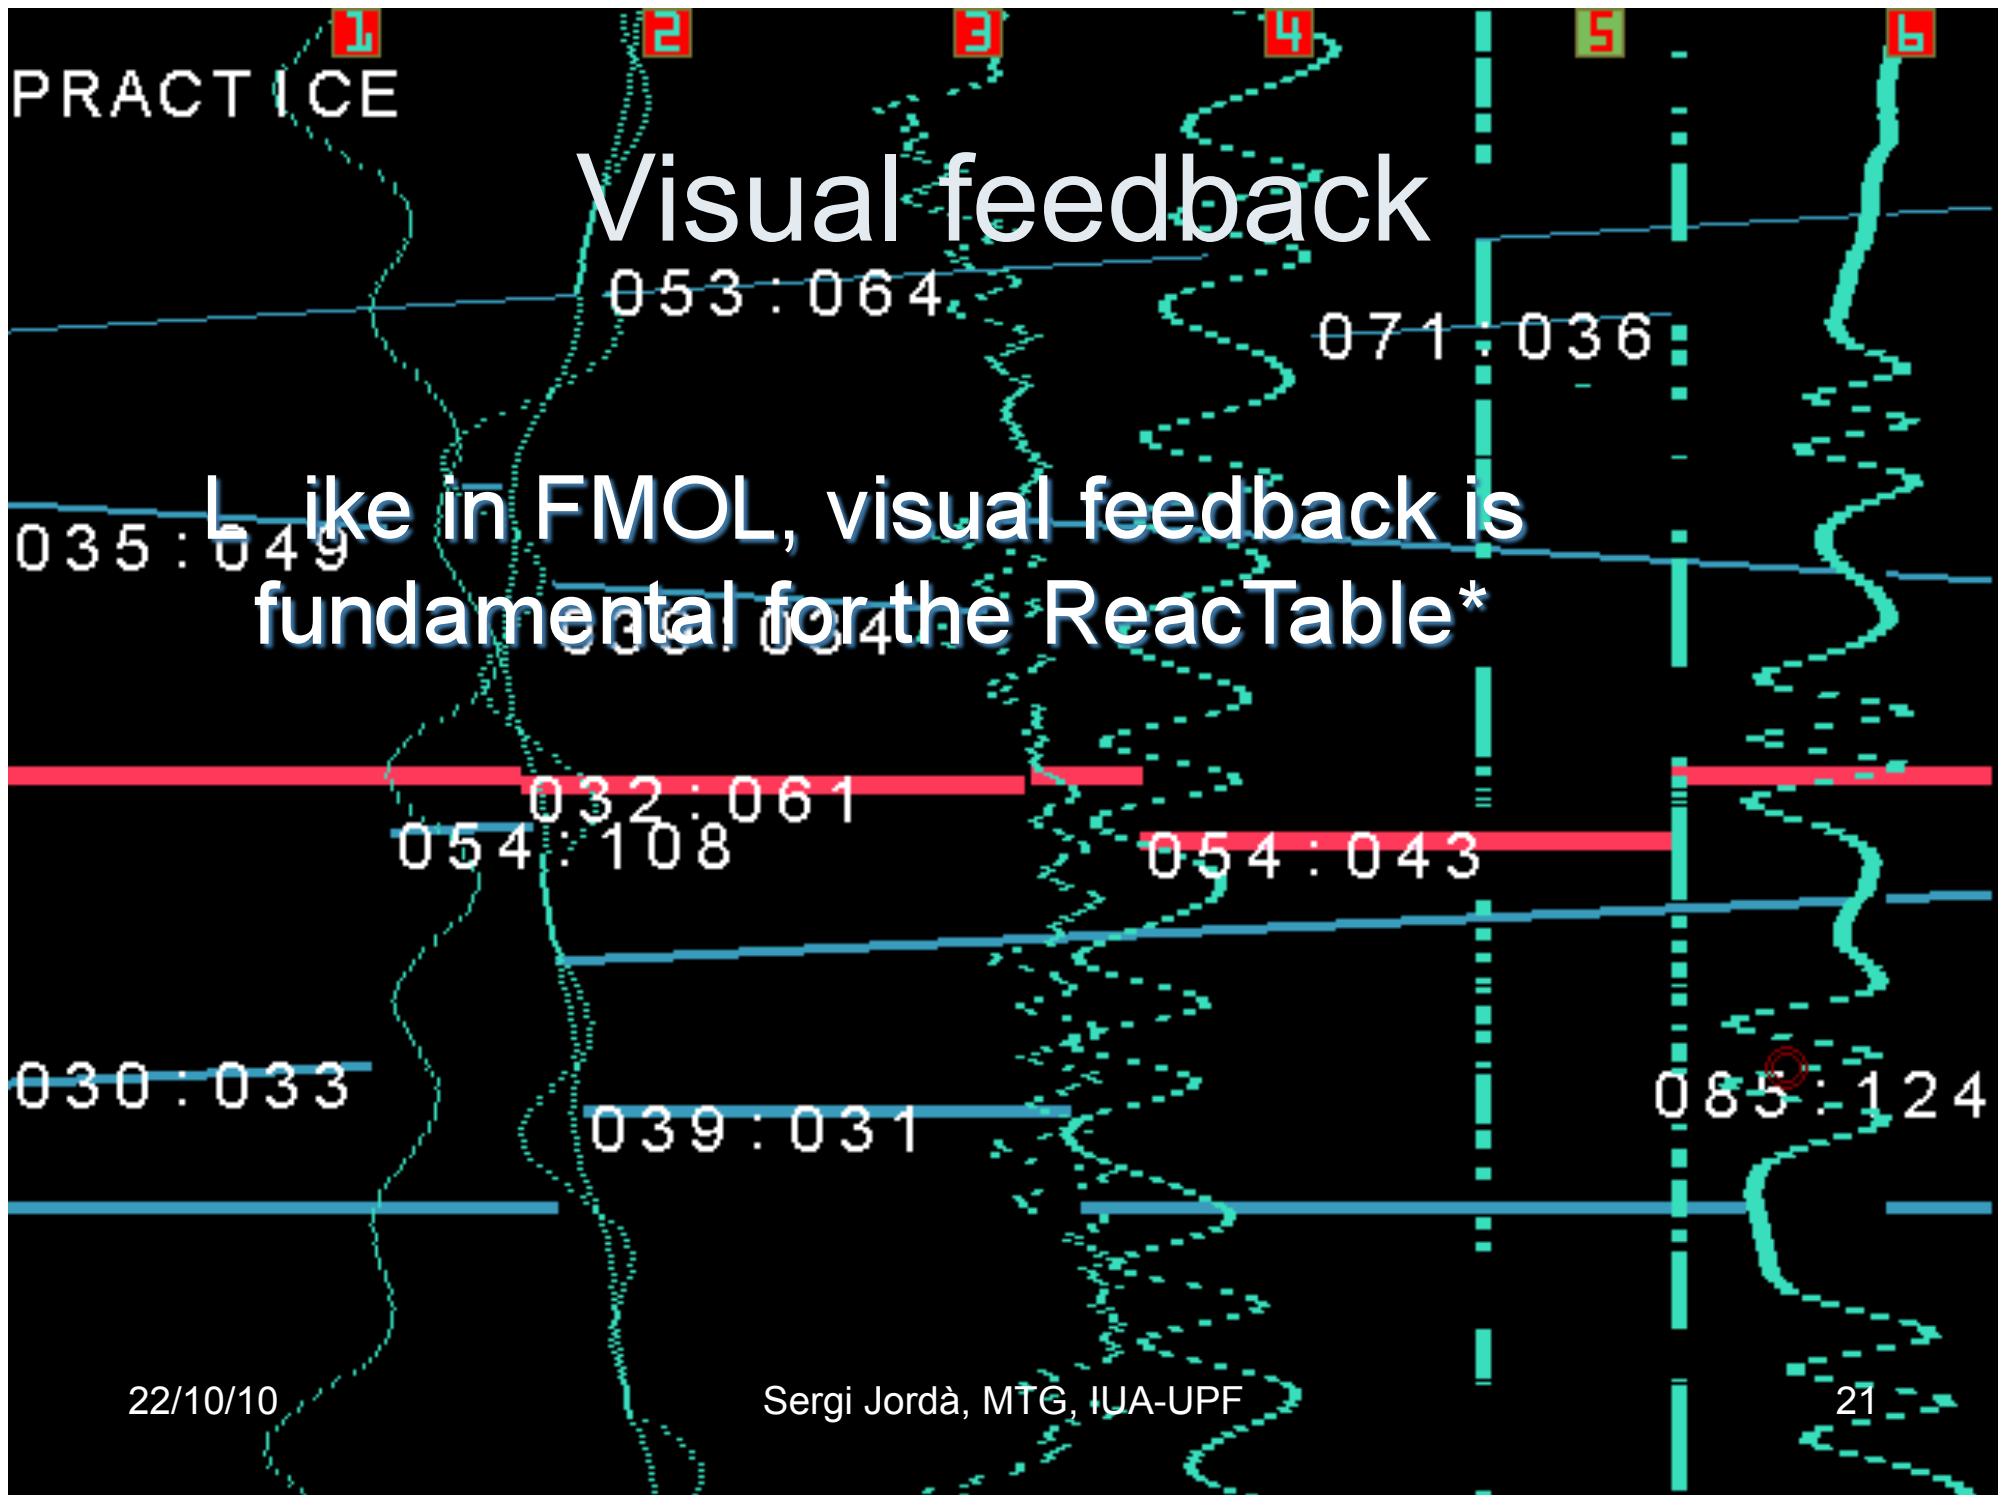 1 2 3 4 5 6
PRACTICE
Visual feedback
053:064
071:036
L ike in FMOL, visual feedback is
035:049
fundamental for the ReacTable*
032:061
054:108
054:043
030:033
085:124
039:031
22/10/10 Sergi Jordà, MTG, IUA-UPF 21